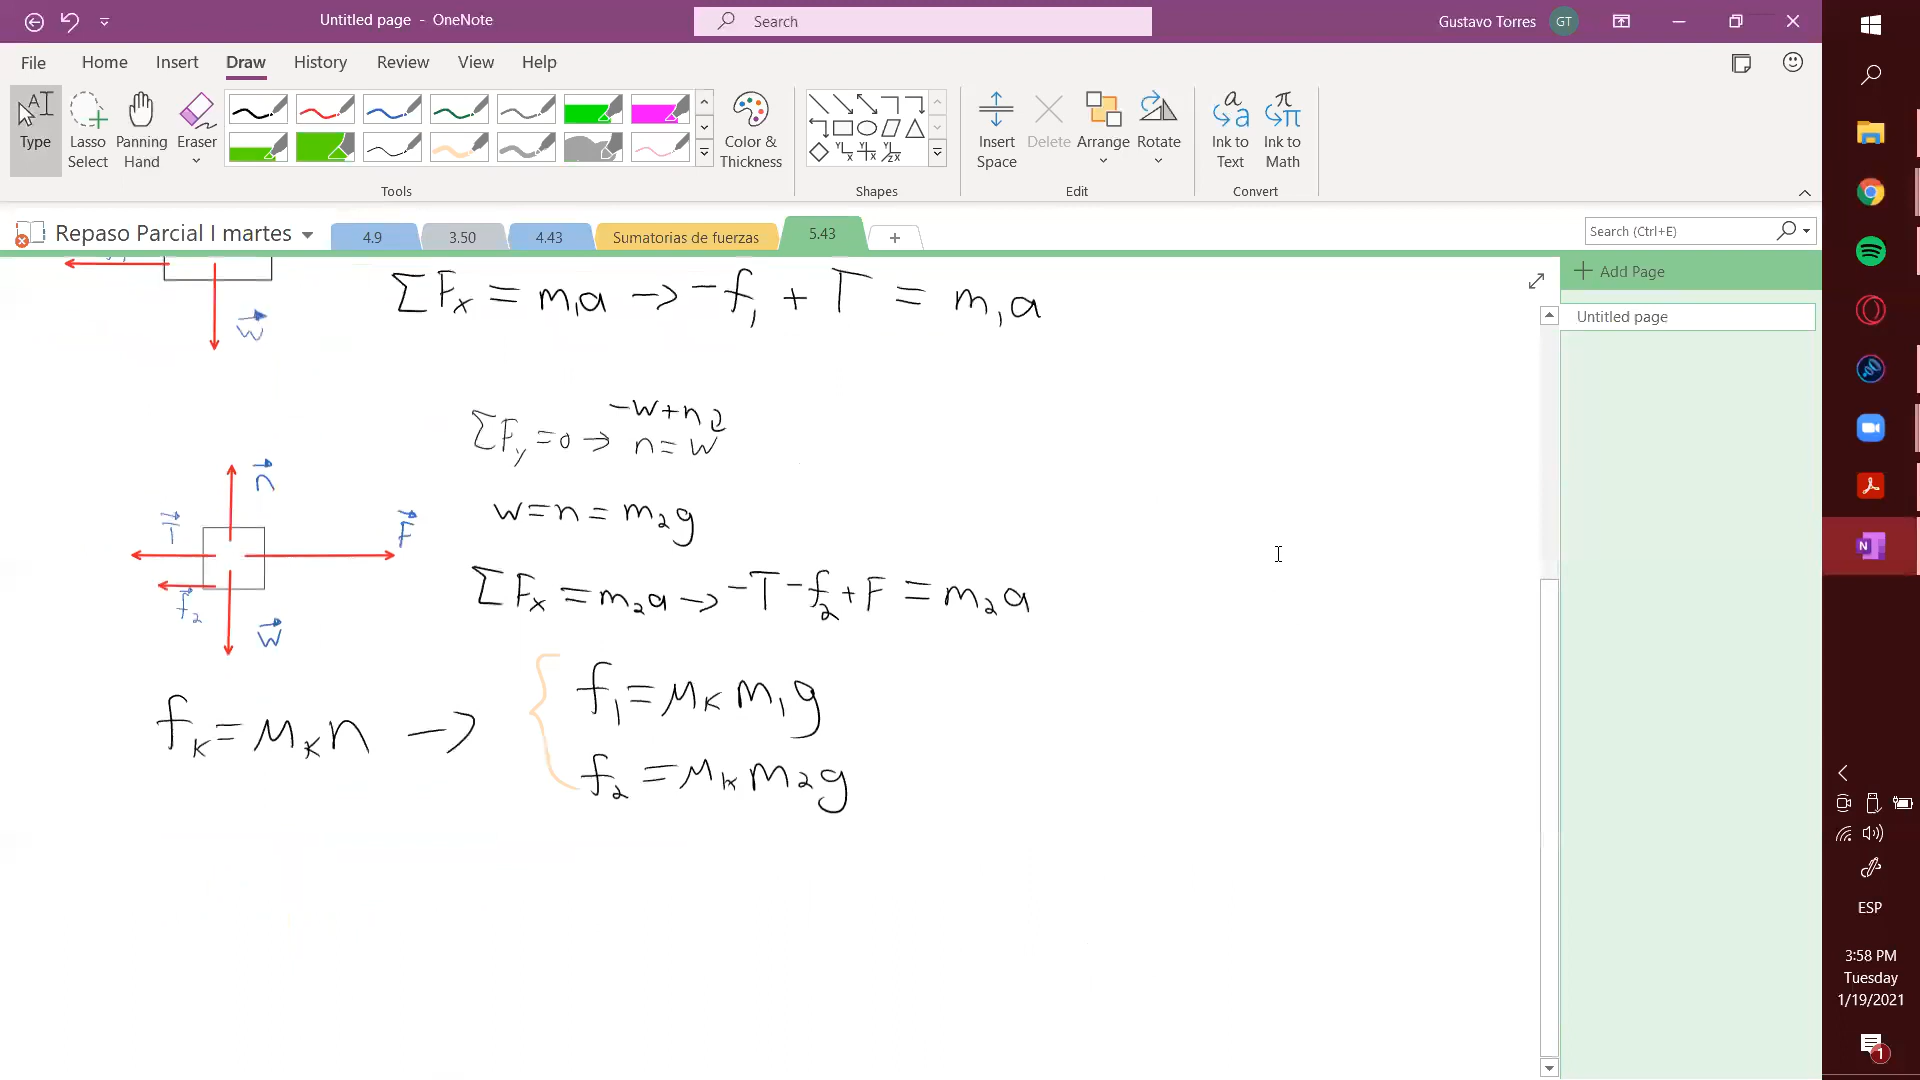 Untitled page - OneNote
Search
Gustavo Torres GT
File Home Insert Draw History Review View Help
Type
Lasso Select
Panning Hand
Eraser
Color & Thickness
Insert Space
Delete
Arrange
Rotate
Ink to Text
Ink to Math
Tools
Shapes
Edit
Convert
Repaso Parcial I martes
4.9
3.50
4.43
Sumatorias de fuerzas
5.43
Search (Ctrl+E)
Add Page
Untitled page
ΣFx = m₁a → -f₁ + T = m₁a
w
-w+n
ΣFy = 0 → n = w
n
w = n = m₂g
T
F
f₂
w
ΣFx = m₂a → -T - f₂ + F = m₂a
f₁ = μₖ m₁g
fₖ = μₖ n →
f₂ = μₖ m₂g
ESP
3:58 PM
Tuesday
1/19/2021
1